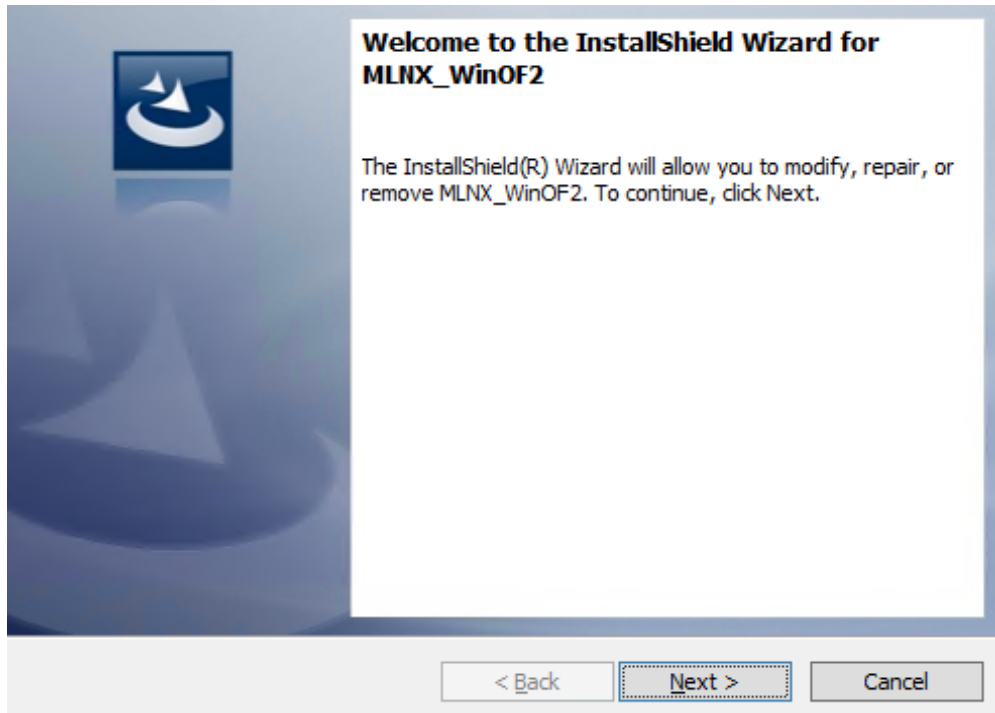 Welcome to the InstallShield Wizard for
MLNX_WinOF2
The InstallShield(R) Wizard will allow you to modify, repair, or
remove MLNX_WinOF2. To continue, click Next.
< Back
Next >
Cancel